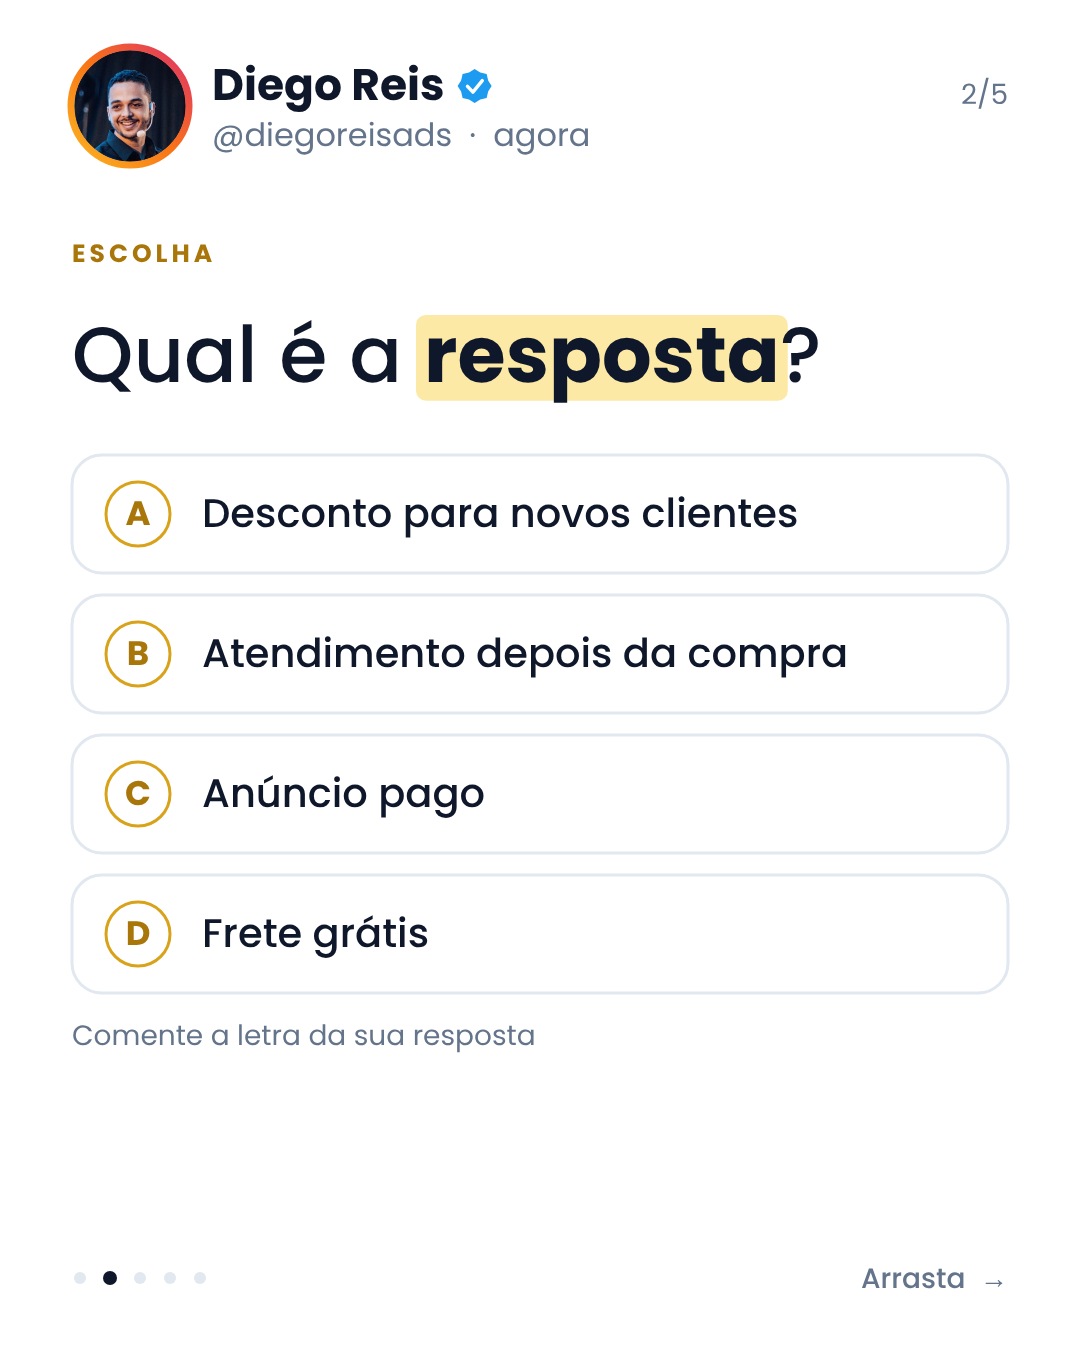 Diego Reis
@diegoreisads · agora
2/5
ESCOLHA
Qual é a resposta?
A Desconto para novos clientes
B Atendimento depois da compra
C Anúncio pago
D Frete grátis
Comente a letra da sua resposta
Arrasta →